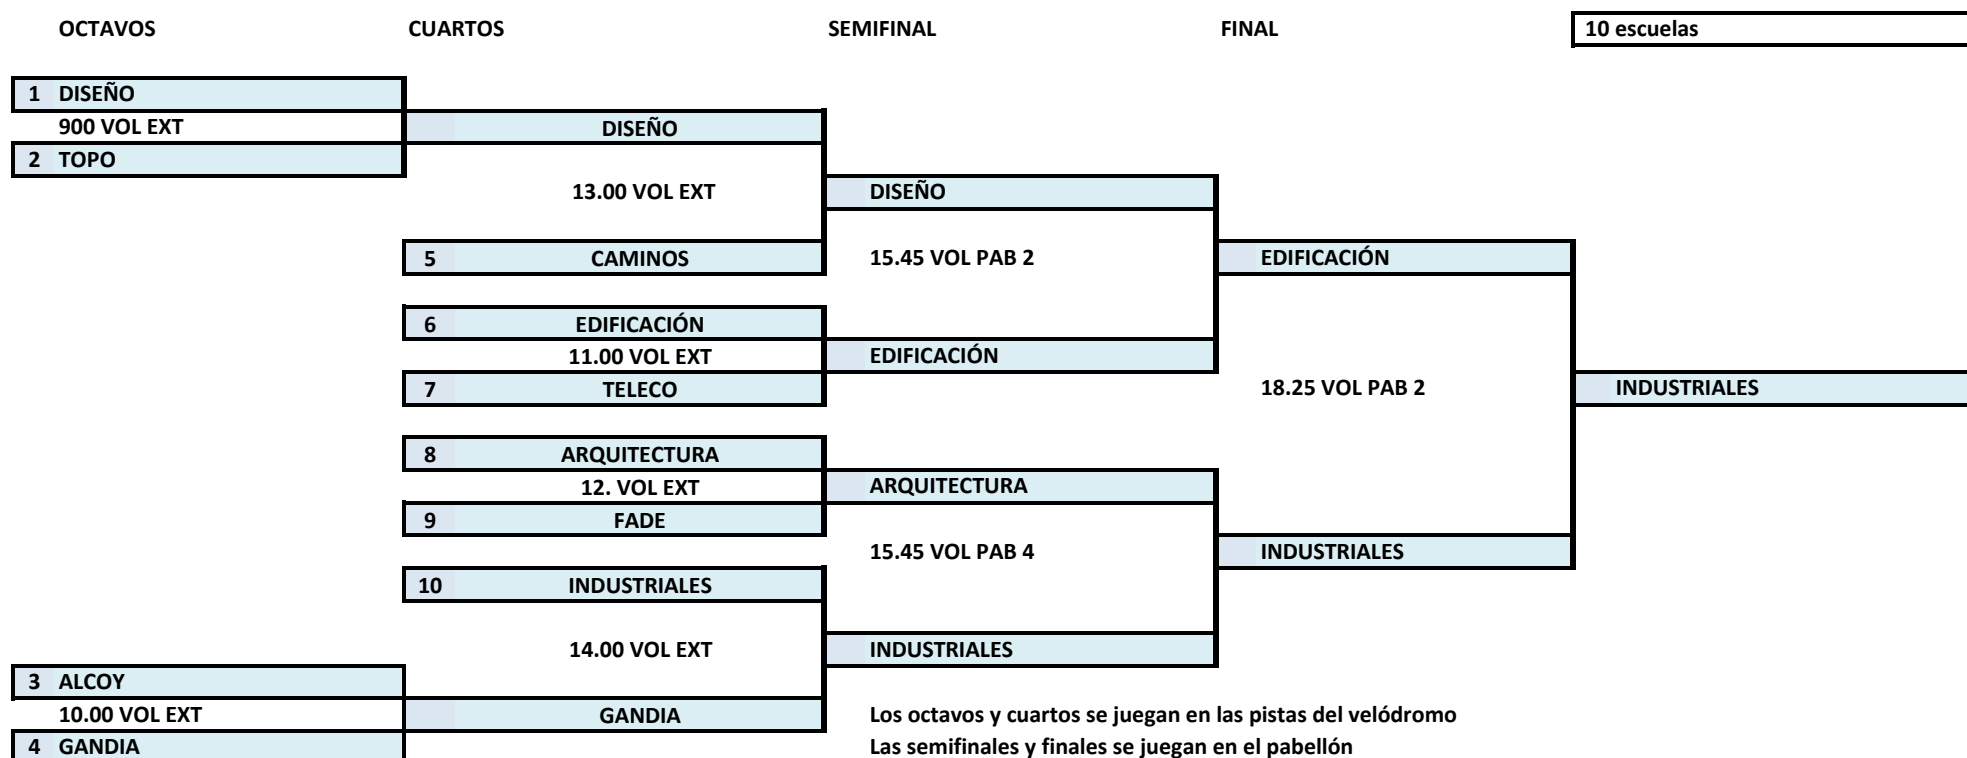 OCTAVOS CUARTOS SEMIFINAL FINAL 10 escuelas
1 DISEÑO
900 VOL EXT DISEÑO
2 TOPO
13.00 VOL EXT DISEÑO
5 CAMINOS 15.45 VOL PAB 2 EDIFICACIÓN
6 EDIFICACIÓN
11.00 VOL EXT EDIFICACIÓN
7 TELECO 18.25 VOL PAB 2 INDUSTRIALES
8 ARQUITECTURA
12. VOL EXT ARQUITECTURA
9 FADE
15.45 VOL PAB 4 INDUSTRIALES
10 INDUSTRIALES
14.00 VOL EXT INDUSTRIALES
3 ALCOY
10.00 VOL EXT GANDIA Los octavos y cuartos se juegan en las pistas del velódromo
4 GANDIA Las semifinales y finales se juegan en el pabellón